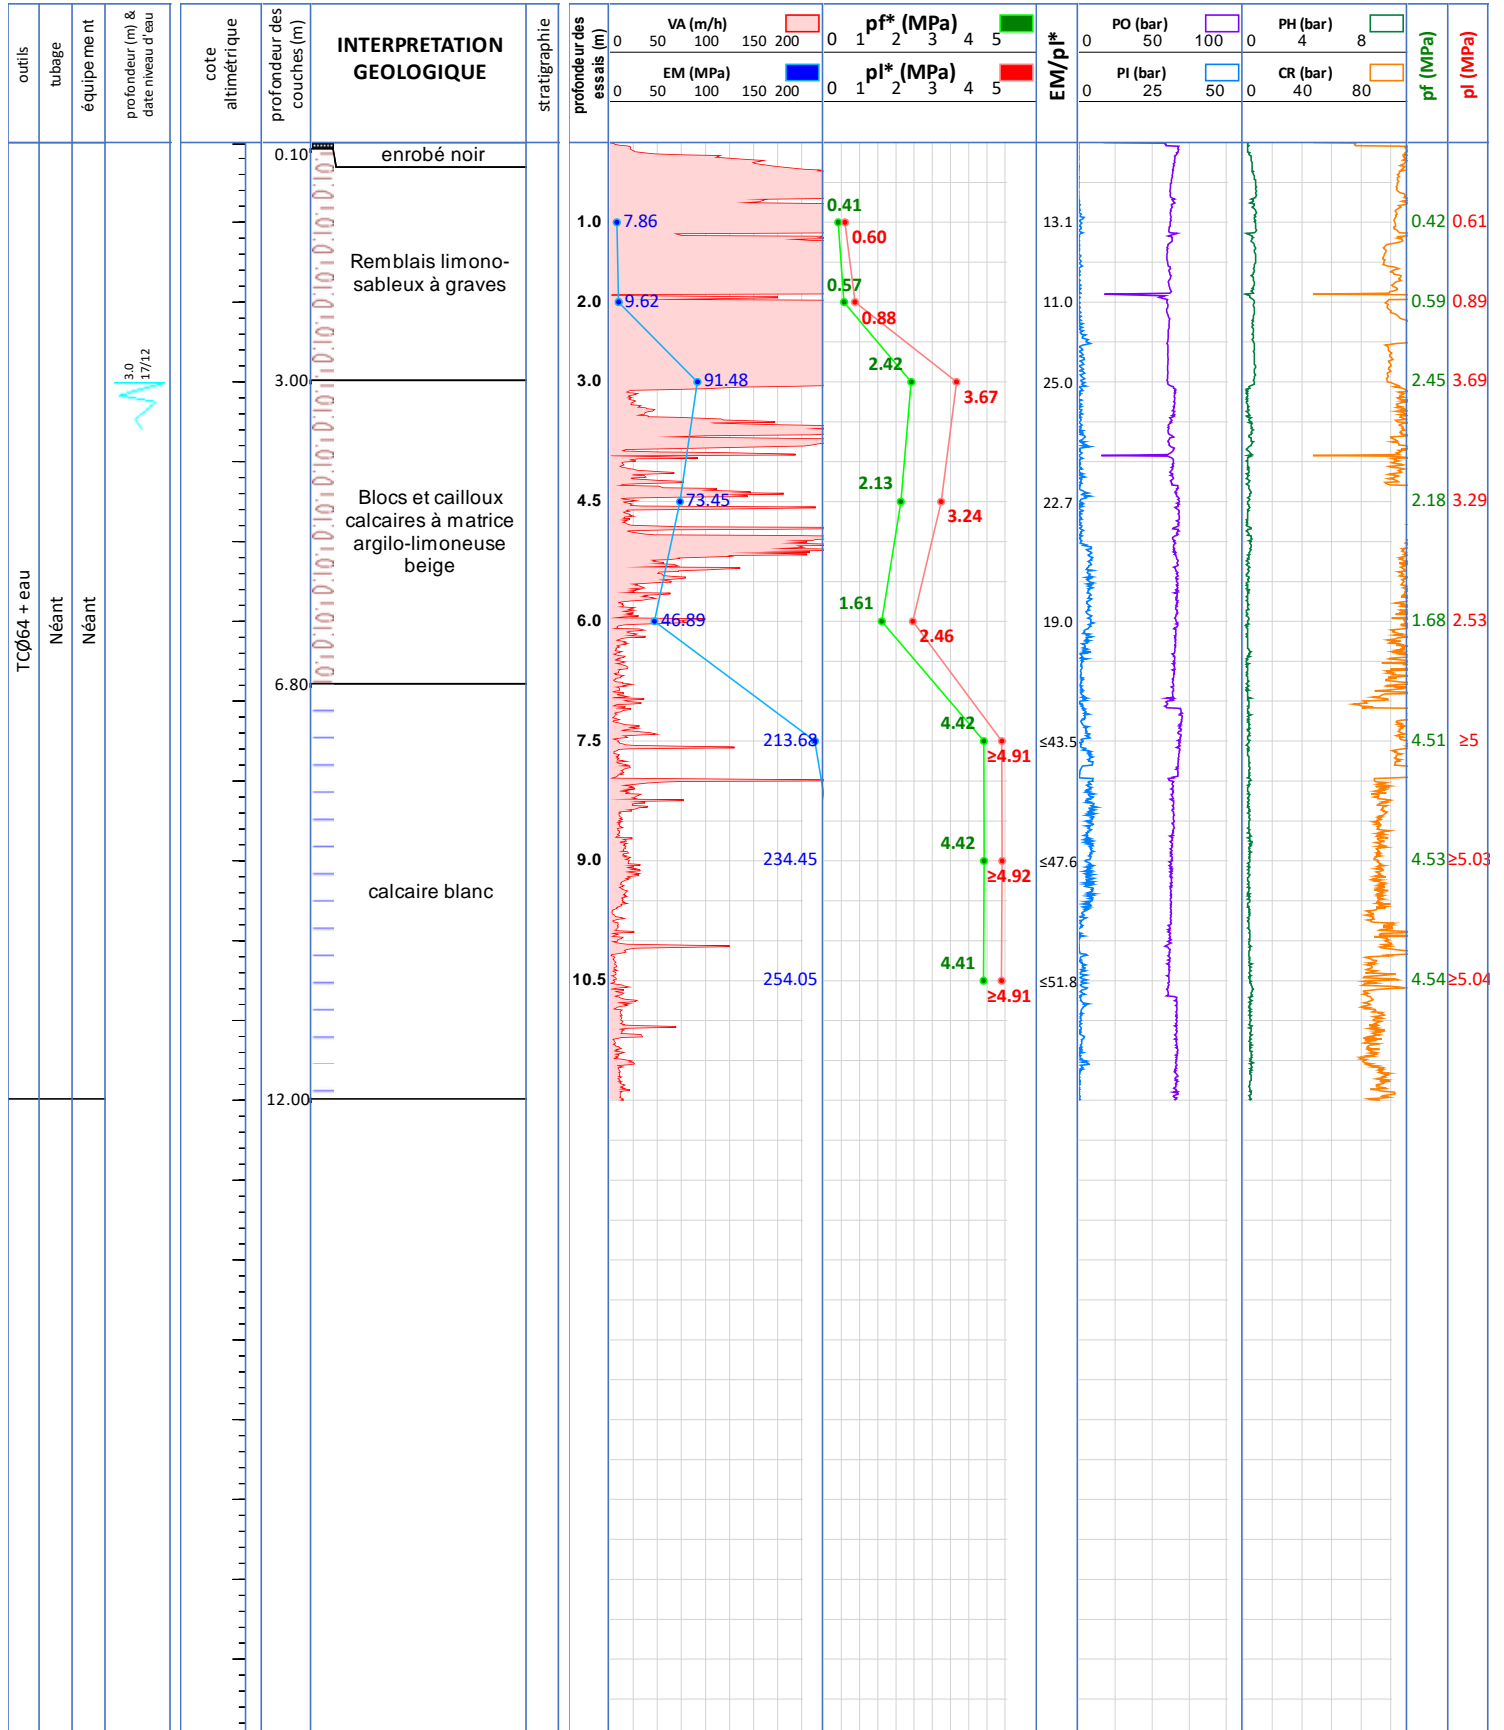 outils
tubage
équipement
profondeur (m) &
date niveau d'eau
cote
altimétrique
profondeur des
couches (m)
INTERPRETATION
GEOLOGIQUE
stratigraphie
profondeur des
essais (m)
VA (m/h)
0 50 100 150 200
EM (MPa)
0 50 100 150 200
pf* (MPa)
0 1 2 3 4 5
pl* (MPa)
0 1 2 3 4 5
EM/pl*
PO (bar)
0 50 100
PI (bar)
0 25 50
PH (bar)
0 4 8
CR (bar)
0 40 80
pf (MPa)
pl (MPa)
TCØ64 + eau
Néant
Néant
3.0
17/12
0.10
enrobé noir
Remblais limono-
sableux à graves
3.00
Blocs et cailloux
calcaires à matrice
argilo-limoneuse
beige
6.80
calcaire blanc
12.00
1.0 7.86 0.41 0.60 13.1 0.42 0.61
2.0 9.62 0.57 0.88 11.0 0.59 0.89
3.0 91.48 2.42 3.67 25.0 2.45 3.69
4.5 73.45 2.13 3.24 22.7 2.18 3.29
6.0 46.89 1.61 2.46 19.0 1.68 2.53
7.5 213.68 4.42 ≥4.91 ≤43.5 4.51 ≥5
9.0 234.45 4.42 ≥4.92 ≤47.6 4.53 ≥5.03
10.5 254.05 4.41 ≥4.91 ≤51.8 4.54 ≥5.04